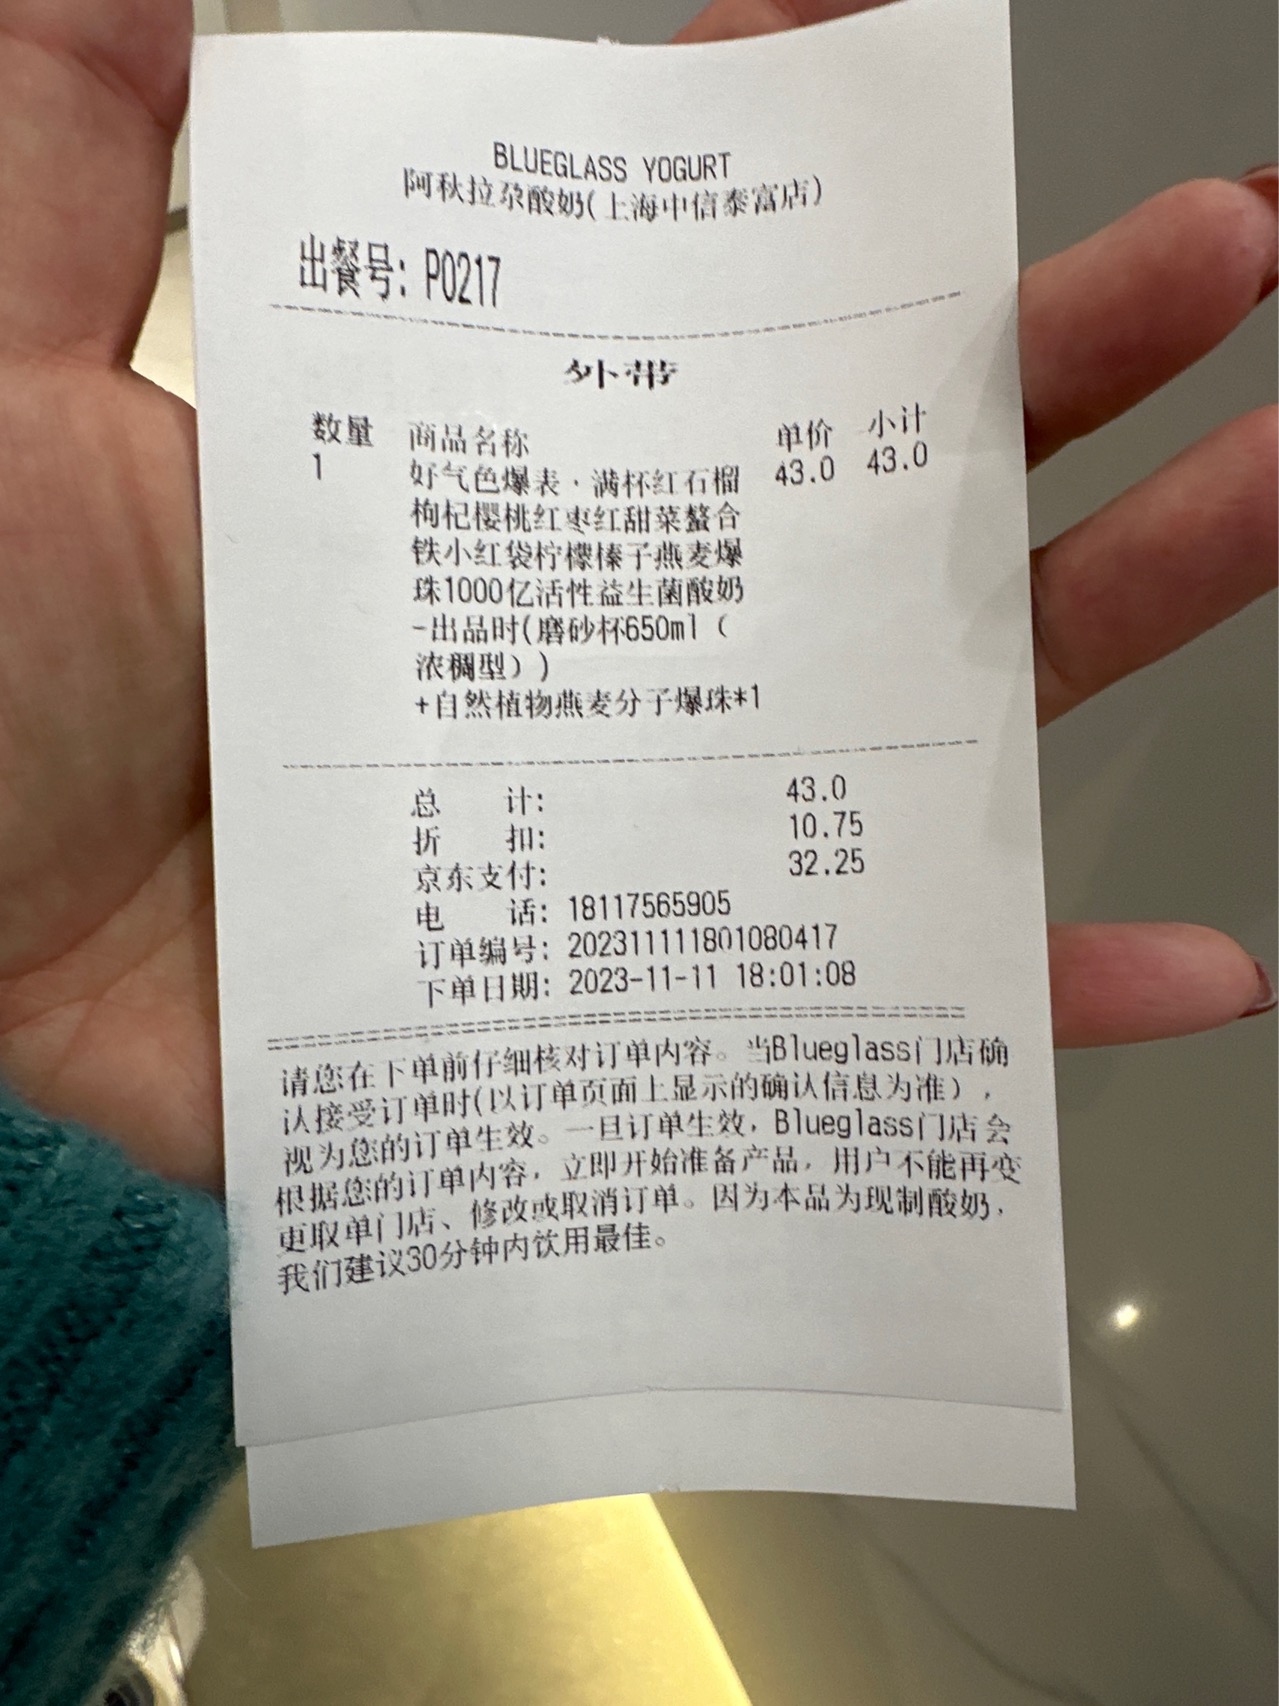 BLUEGLASS YOGURT
阿秋拉尕酸奶(上海中信泰富店)
出餐号: P0217
外带
数量 商品名称 单价 小计
1 好气色爆表·满杯红石榴 43.0 43.0
枸杞樱桃红枣红甜菜螯合
铁小红袋柠檬榛子燕麦爆
珠1000亿活性益生菌酸奶
-出品时(磨砂杯650ml（
浓稠型）)
+自然植物燕麦分子爆珠*1
总 计: 43.0
折 扣: 10.75
京东支付: 32.25
电 话: 18117565905
订单编号: 202311111801080417
下单日期: 2023-11-11 18:01:08
请您在下单前仔细核对订单内容。当Blueglass门店确
认接受订单时(以订单页面上显示的确认信息为准)，
视为您的订单生效。一旦订单生效，Blueglass门店会
根据您的订单内容，立即开始准备产品，用户不能再变
更取单门店、修改或取消订单。因为本品为现制酸奶，
我们建议30分钟内饮用最佳。